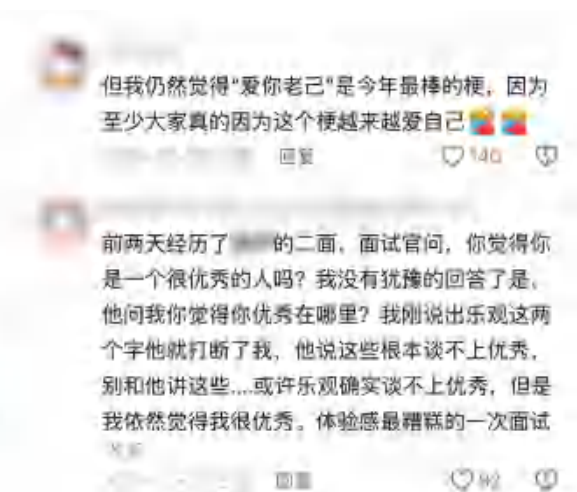 但我仍然觉得“爱你老己”是今年最棒的梗，因为
至少大家真的因为这个梗越来越爱自己
回复
146
前两天经历了 的二面，面试官问，你觉得你
是一个很优秀的人吗？我没有犹豫的回答了是，
他问我你觉得你优秀在哪里？我刚说出乐观这两
个字他就打断了我，他说这些根本谈不上优秀，
别和他讲这些....或许乐观确实谈不上优秀，但是
我依然觉得我很优秀。体验感最糟糕的一次面试
回复
92